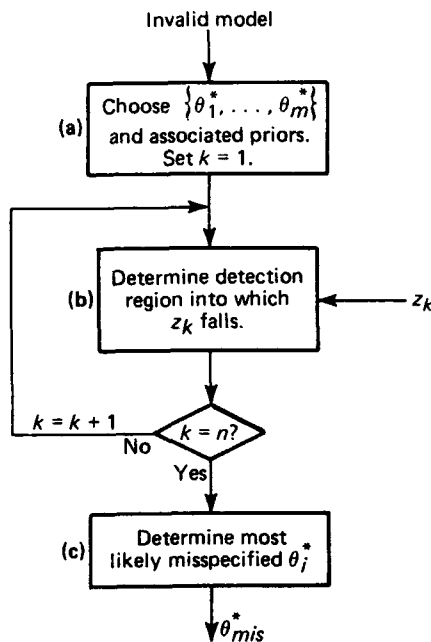 Invalid model
(a)
Choose {θ₁*, . . . , θₘ*}
and associated priors.
Set k = 1.
(b)
Determine detection
region into which
zₖ falls.
zₖ
k = k + 1
No
k = n?
Yes
(c)
Determine most
likely misspecified θᵢ*
θ*mis